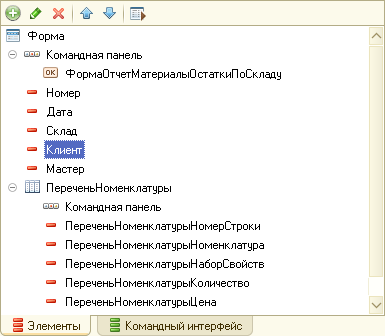 Форма
Командная панель
OK ФормаОтчетМатериалыОстаткиПоСкладу
Номер
Дата
Склад
Клиент
Мастер
ПереченьНоменклатуры
Командная панель
ПереченьНоменклатурыНомерСтроки
ПереченьНоменклатурыНоменклатура
ПереченьНоменклатурыНаборСвойств
ПереченьНоменклатурыКоличество
ПереченьНоменклатурыЦена
Элементы Командный интерфейс